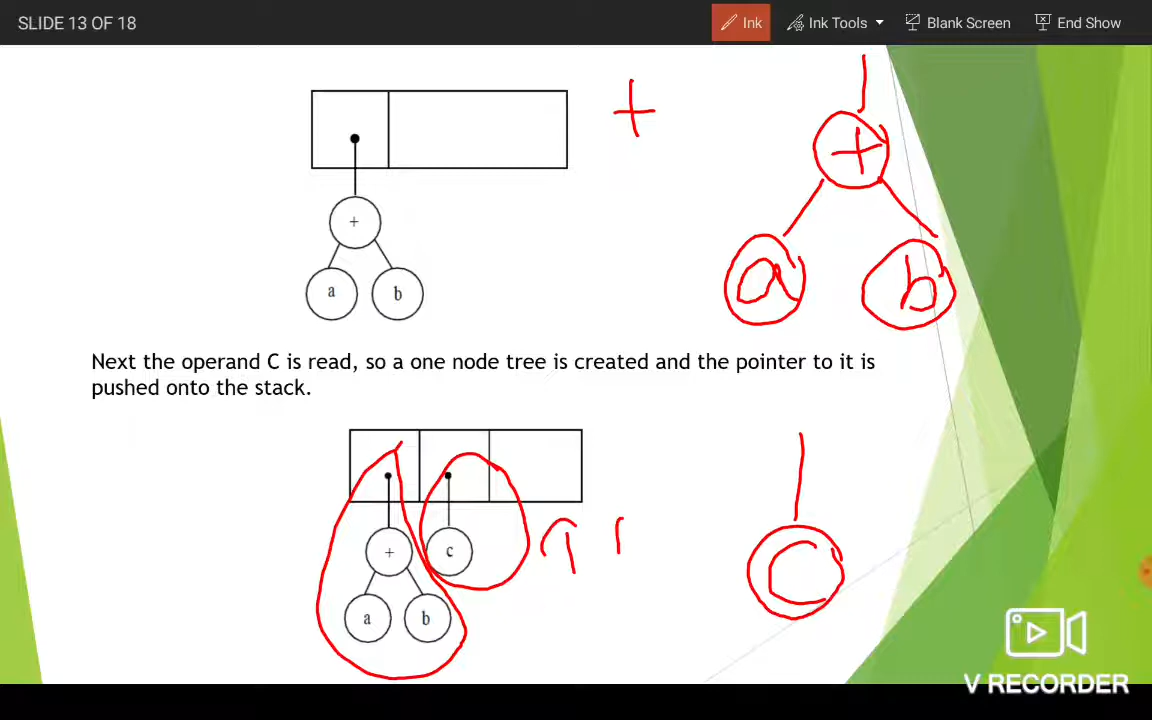 SLIDE 13 OF 18
Ink
Ink Tools
Blank Screen
End Show
+
+
+
a
b
a
b
Next the operand C is read, so a one node tree is created and the pointer to it is
pushed onto the stack.
+
c
a
b
C
V RECORDER